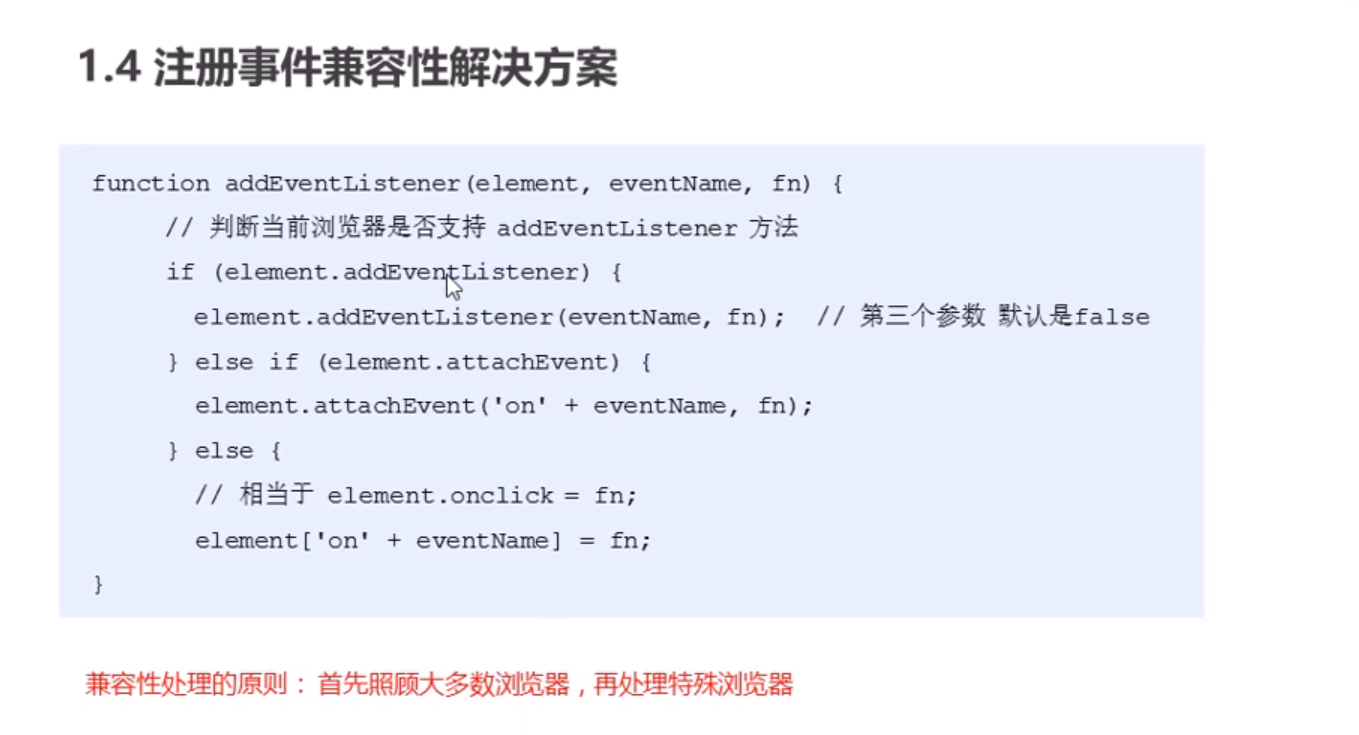 1.4 注册事件兼容性解决方案
function addEventListener(element, eventName, fn) {
// 判断当前浏览器是否支持 addEventListener 方法
if (element.addEventListener) {
element.addEventListener(eventName, fn); // 第三个参数 默认是false
} else if (element.attachEvent) {
element.attachEvent('on' + eventName, fn);
} else {
// 相当于 element.onclick = fn;
element['on' + eventName] = fn;
}
兼容性处理的原则：首先照顾大多数浏览器，再处理特殊浏览器